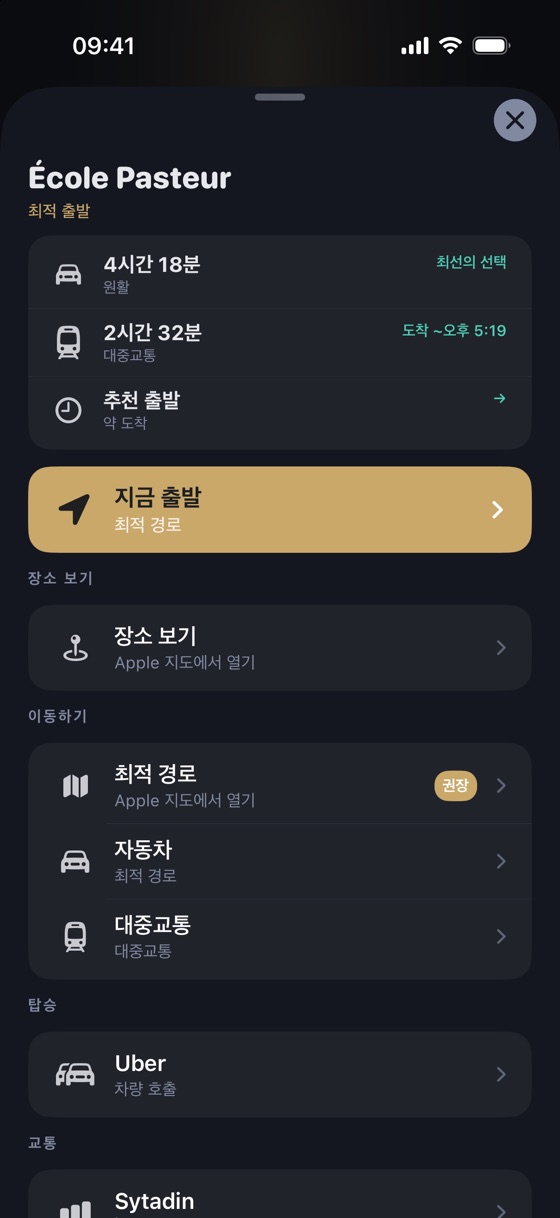 09:41
École Pasteur
최적 출발
4시간 18분
최선의 선택
원활
2시간 32분
도착 ~오후 5:19
대중교통
추천 출발
→
약 도착
지금 출발
최적 경로
장소 보기
장소 보기
Apple 지도에서 열기
이동하기
최적 경로
권장
Apple 지도에서 열기
자동차
최적 경로
대중교통
대중교통
탑승
Uber
차량 호출
교통
Sytadin